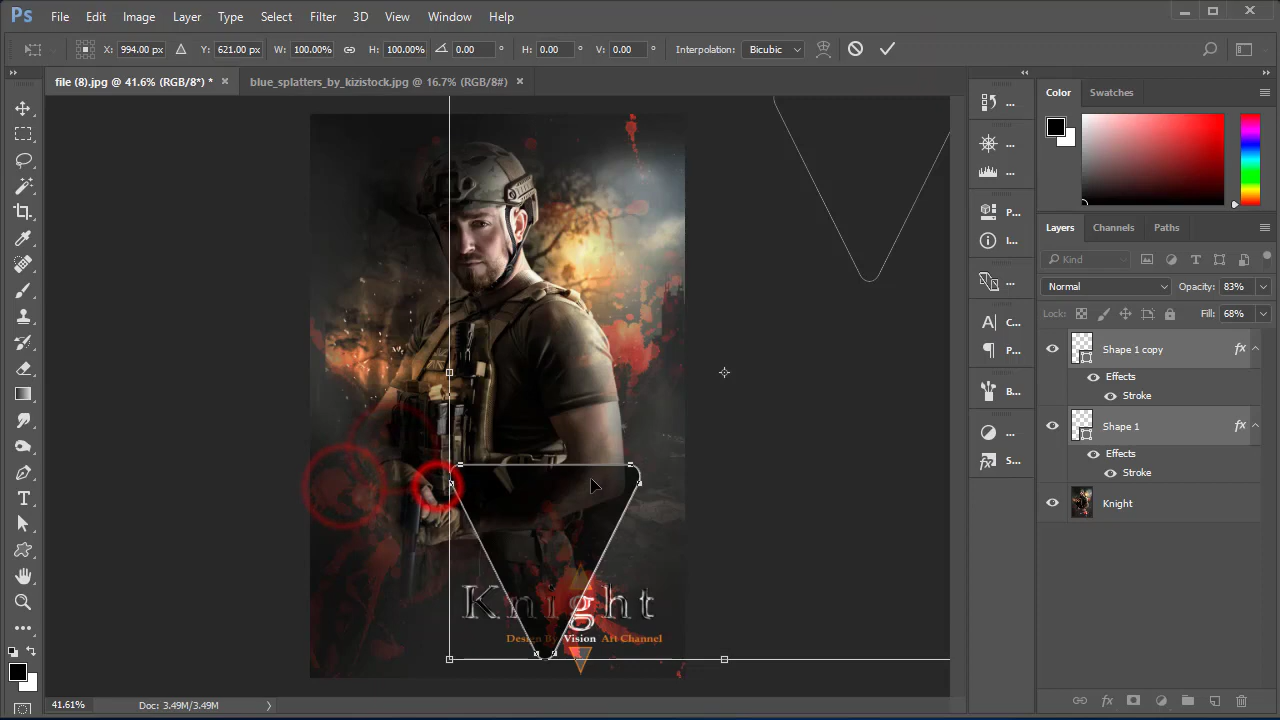 Ps File Edit Image Layer Type Select Filter 3D View Window Help
X: 994.00 px Y: 621.00 px W: 100.00% H: 100.00% 0.00 ° H: 0.00 ° V: 0.00 ° Interpolation: Bicubic
file (8).jpg @ 41.6% (RGB/8*) * × blue_splatters_by_kizistock.jpg @ 16.7% (RGB/8#) ×
Color Swatches
...
...
...
P...
I...
...
C...
P...
B...
...
S...
Layers Channels Paths
Kind
Normal Opacity: 83%
Lock: Fill: 68%
Shape 1 copy fx
Effects
Stroke
Shape 1 fx
Effects
Stroke
Knight
Knight
Design By Vision Art Channel
41.61% Doc: 3.49M/3.49M